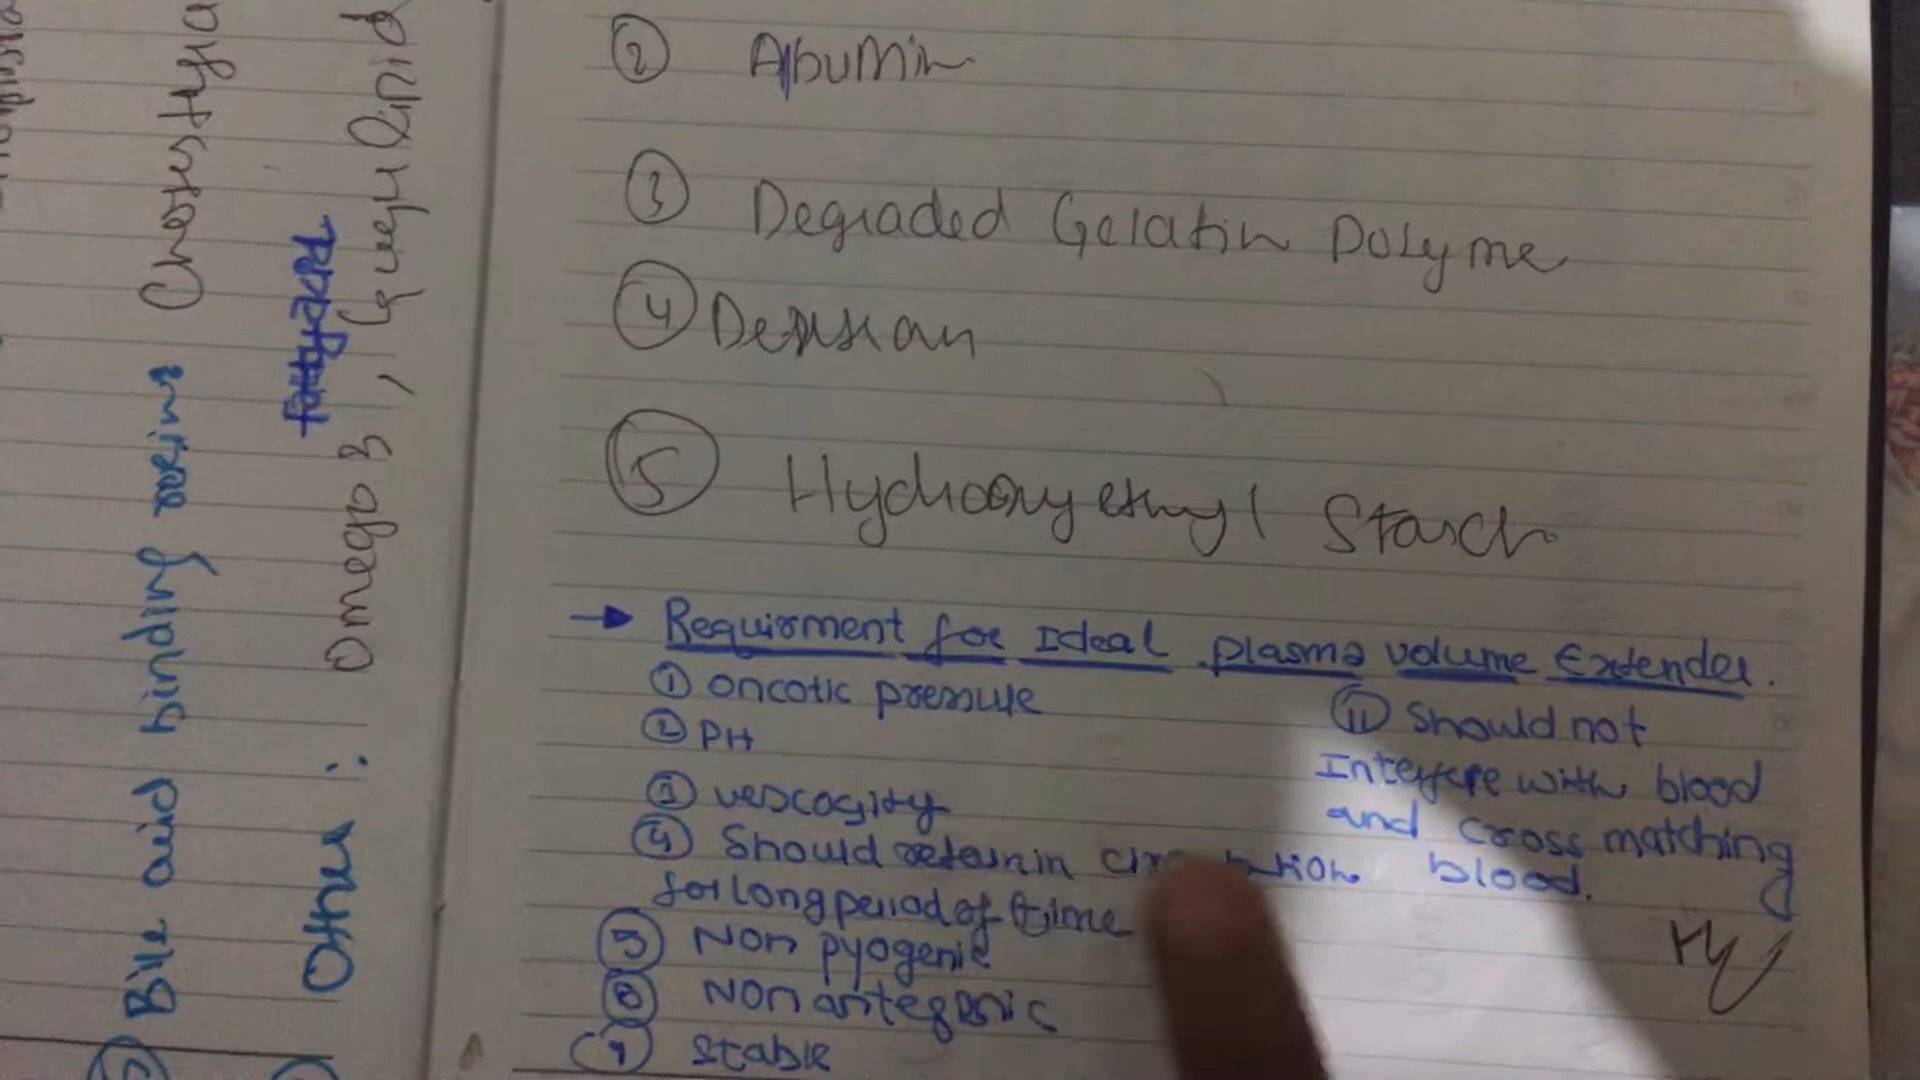 ② Albumin
③ Degraded Gelatin Polyme
④ Dextran
⑤ Hydroxyethyl Starch
→ Requirment for Ideal plasma volume Extender.
① oncotic pressure
② PH
③ vescosity
④ Should retain in circulation
for long period of time
⑤ Non pyogenic
⑥ Non antegenic
⑦ Stable
⑪ Should not
Interfere with blood
and cross matching
blood.
Bile acid binding resins
Other : Omega 3, Gugulipid
fattyacid